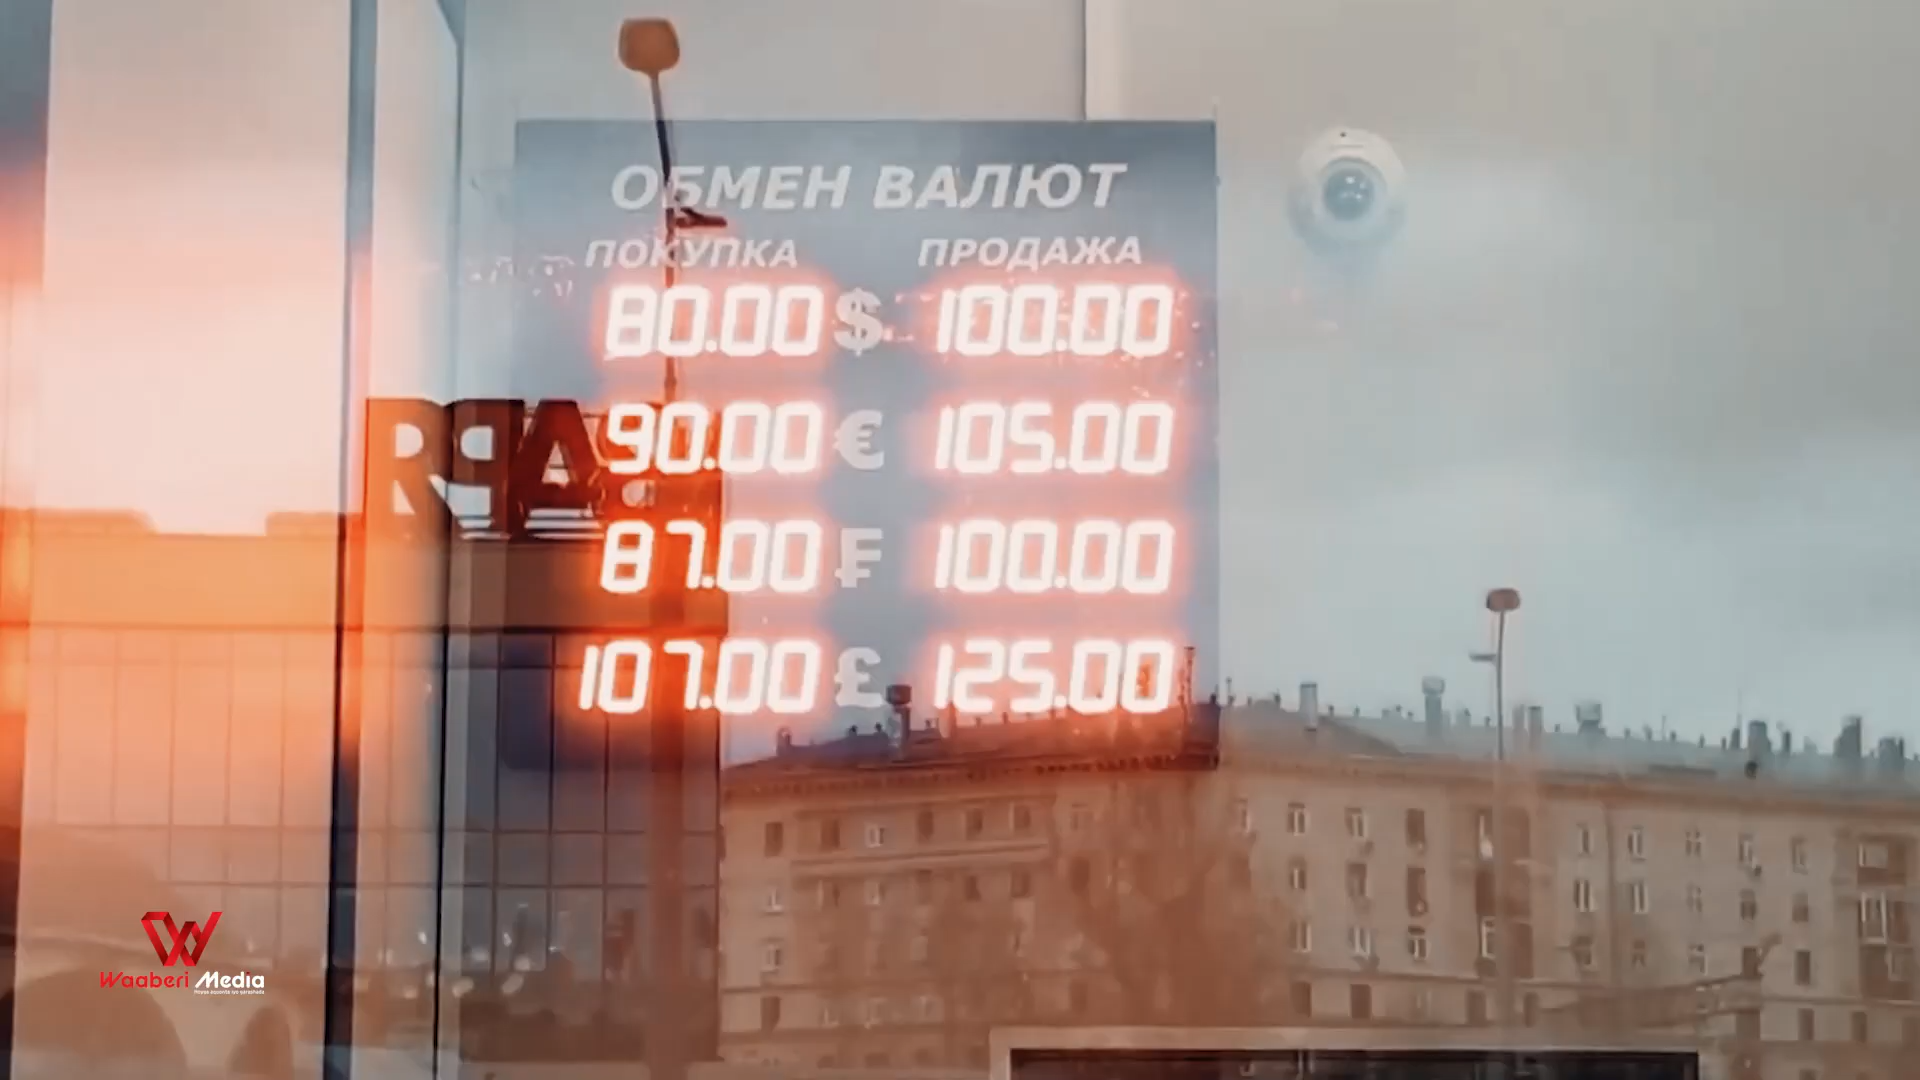 ОБМЕН ВАЛЮТ
ПОКУПКА ПРОДАЖА
80.00 $ 100.00
90.00 € 105.00
87.00 ₣ 100.00
107.00 £ 125.00
Waaberi Media